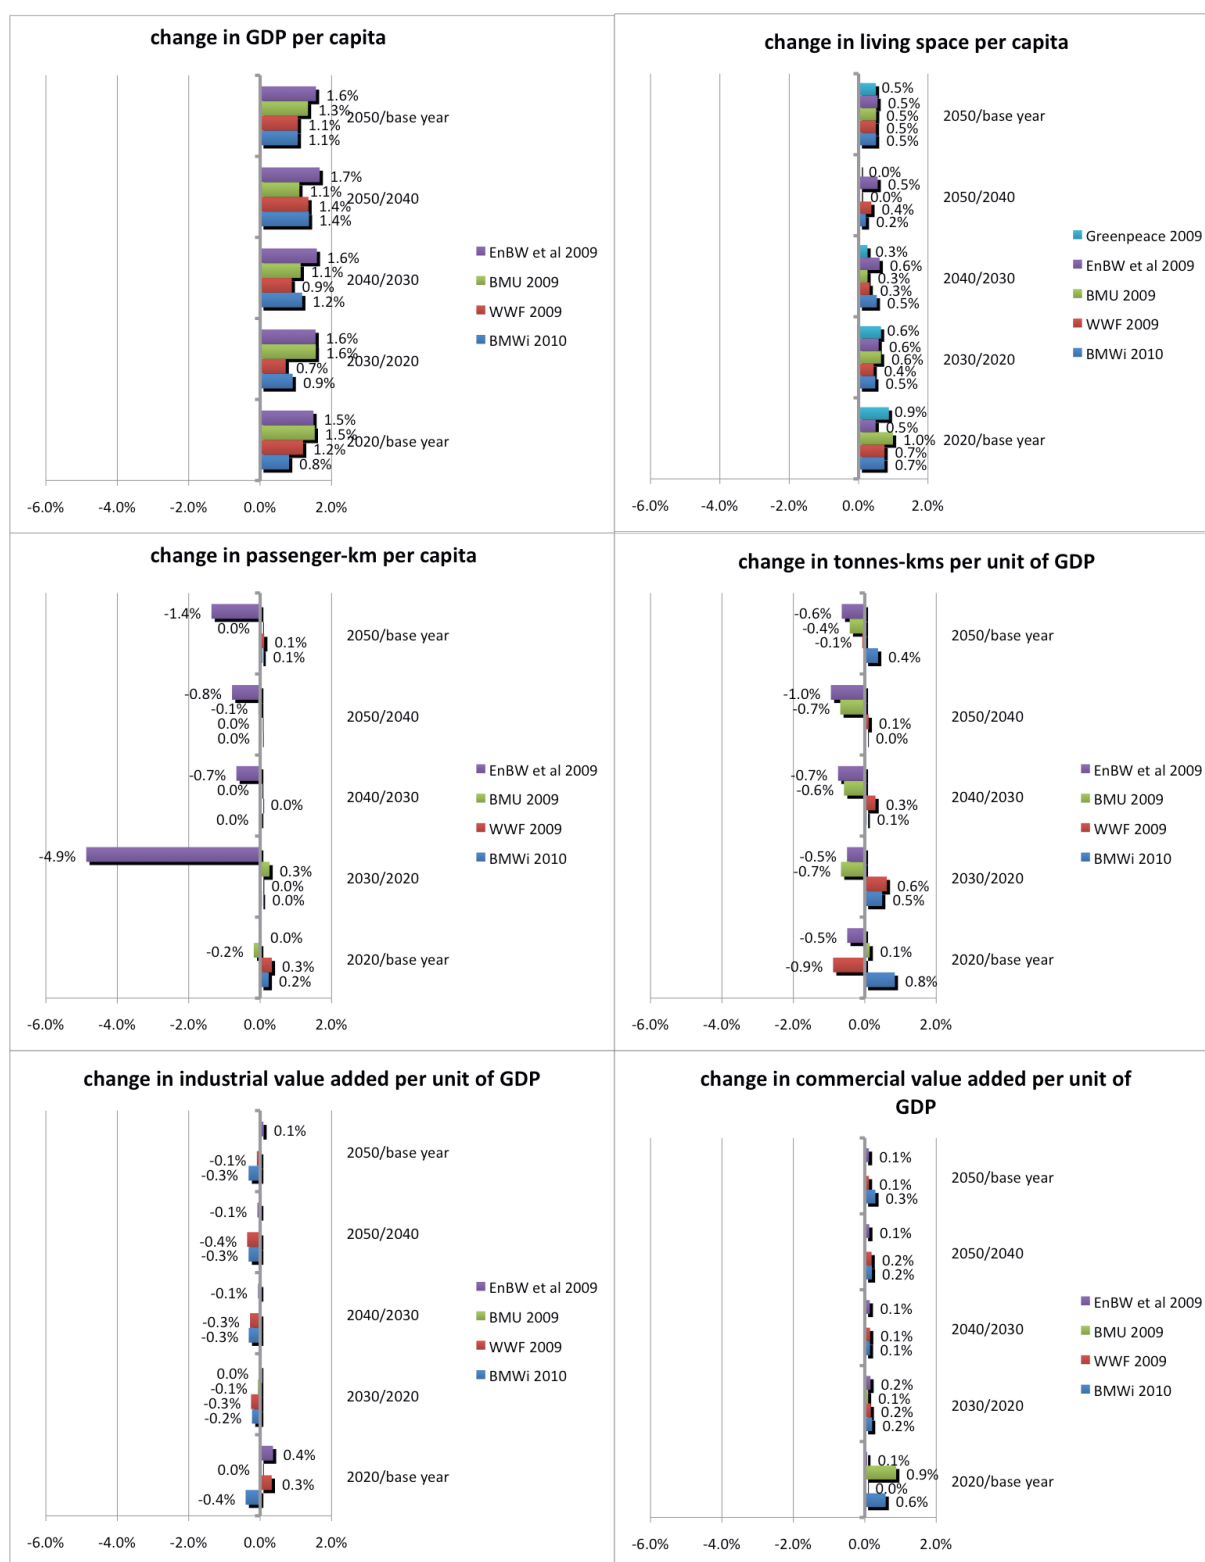 change in GDP per capita
1.6%
1.3%
1.1%
1.1%
2050/base year
1.7%
1.1%
1.4%
1.4%
2050/2040
1.6%
1.1%
0.9%
1.2%
2040/2030
1.6%
1.6%
0.7%
0.9%
2030/2020
1.5%
1.5%
1.2%
0.8%
2020/base year
EnBW et al 2009
BMU 2009
WWF 2009
BMWi 2010
-6.0% -4.0% -2.0% 0.0% 2.0%
change in living space per capita
0.5%
0.5%
0.5%
0.5%
0.5%
2050/base year
0.0%
0.5%
0.0%
0.4%
0.2%
2050/2040
0.3%
0.6%
0.3%
0.3%
0.5%
2040/2030
0.6%
0.6%
0.6%
0.4%
0.5%
2030/2020
0.9%
0.5%
1.0%
0.7%
0.7%
2020/base year
Greenpeace 2009
EnBW et al 2009
BMU 2009
WWF 2009
BMWi 2010
-6.0% -4.0% -2.0% 0.0% 2.0%
change in passenger-km per capita
-1.4%
0.0%
0.1%
0.1%
2050/base year
-0.8%
-0.1%
0.0%
0.0%
2050/2040
-0.7%
0.0%
0.0%
0.0%
2040/2030
-4.9%
0.3%
0.0%
0.0%
2030/2020
0.0%
-0.2%
0.3%
0.2%
2020/base year
EnBW et al 2009
BMU 2009
WWF 2009
BMWi 2010
-6.0% -4.0% -2.0% 0.0% 2.0%
change in tonnes-kms per unit of GDP
-0.6%
-0.4%
-0.1%
0.4%
2050/base year
-1.0%
-0.7%
0.1%
0.0%
2050/2040
-0.7%
-0.6%
0.3%
0.1%
2040/2030
-0.5%
-0.7%
0.6%
0.5%
2030/2020
-0.5%
0.1%
-0.9%
0.8%
2020/base year
EnBW et al 2009
BMU 2009
WWF 2009
BMWi 2010
-6.0% -4.0% -2.0% 0.0% 2.0%
change in industrial value added per unit of GDP
0.1%
-0.1%
-0.3%
2050/base year
-0.1%
-0.4%
-0.3%
2050/2040
-0.1%
-0.3%
-0.3%
2040/2030
0.0%
-0.1%
-0.3%
-0.2%
2030/2020
0.4%
0.0%
0.3%
-0.4%
2020/base year
EnBW et al 2009
BMU 2009
WWF 2009
BMWi 2010
-6.0% -4.0% -2.0% 0.0% 2.0%
change in commercial value added per unit of
GDP
0.1%
0.1%
0.3%
2050/base year
0.1%
0.2%
0.2%
2050/2040
0.1%
0.1%
0.1%
2040/2030
0.2%
0.1%
0.2%
0.2%
2030/2020
0.1%
0.9%
0.0%
0.6%
2020/base year
EnBW et al 2009
BMU 2009
WWF 2009
BMWi 2010
-6.0% -4.0% -2.0% 0.0% 2.0%